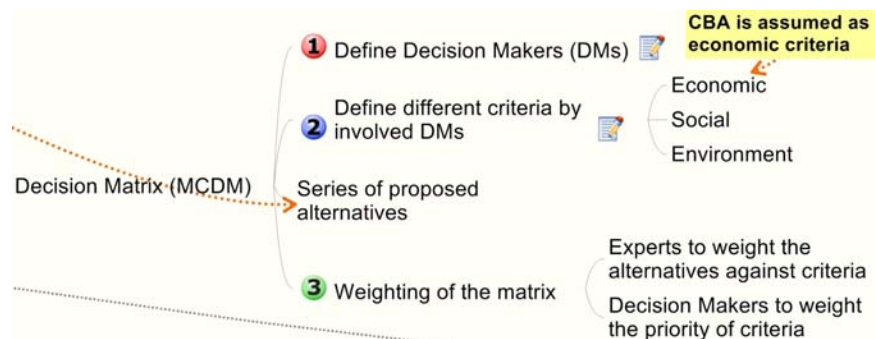 CBA is assumed as
economic criteria
1 Define Decision Makers (DMs)
Economic
Define different criteria by
2
involved DMs
Social
Environment
Decision Matrix (MCDM)
Series of proposed
alternatives
Experts to weight the
alternatives against criteria
3 Weighting of the matrix
Decision Makers to weight
the priority of criteria